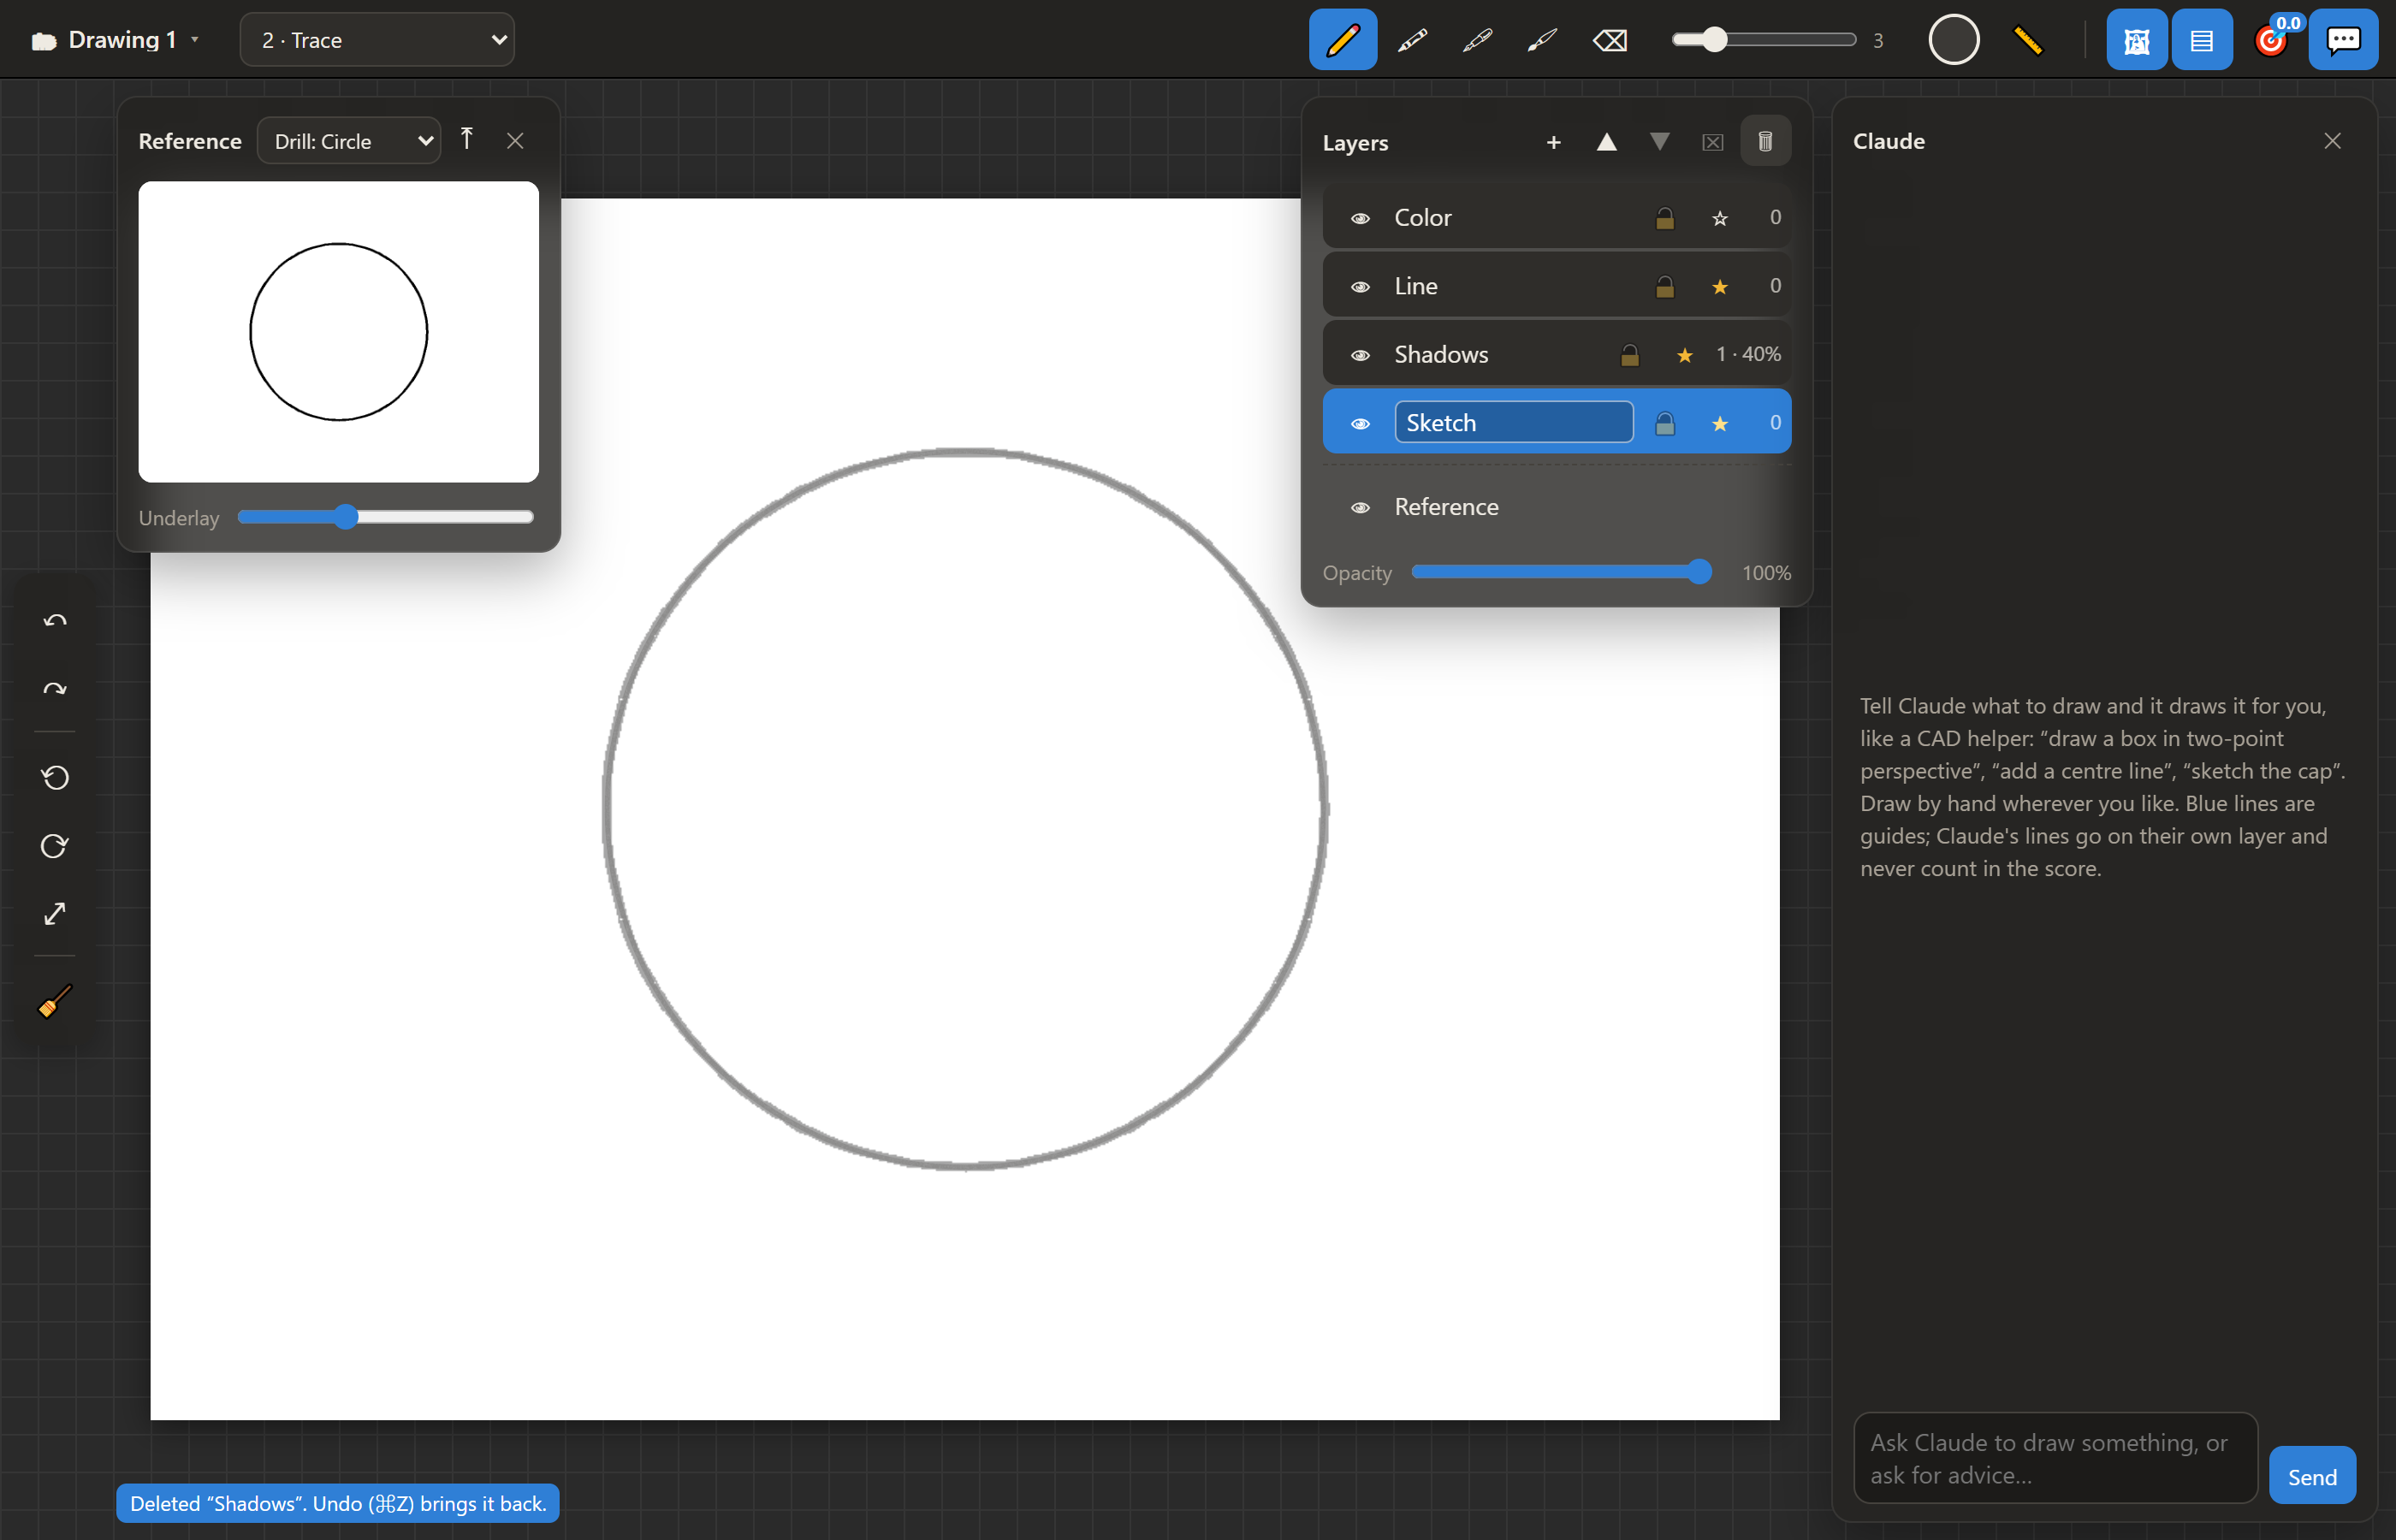 Drawing 1
2 · Trace
3
0.0
Reference
Drill: Circle
Underlay
Layers
Color
0
Line
0
Shadows
1 · 40%
Sketch
0
Reference
Opacity
100%
Claude
Tell Claude what to draw and it draws it for you,
like a CAD helper: “draw a box in two-point
perspective”, “add a centre line”, “sketch the cap”.
Draw by hand wherever you like. Blue lines are
guides; Claude's lines go on their own layer and
never count in the score.
Ask Claude to draw something, or
ask for advice...
Send
Deleted “Shadows”. Undo (⌘Z) brings it back.